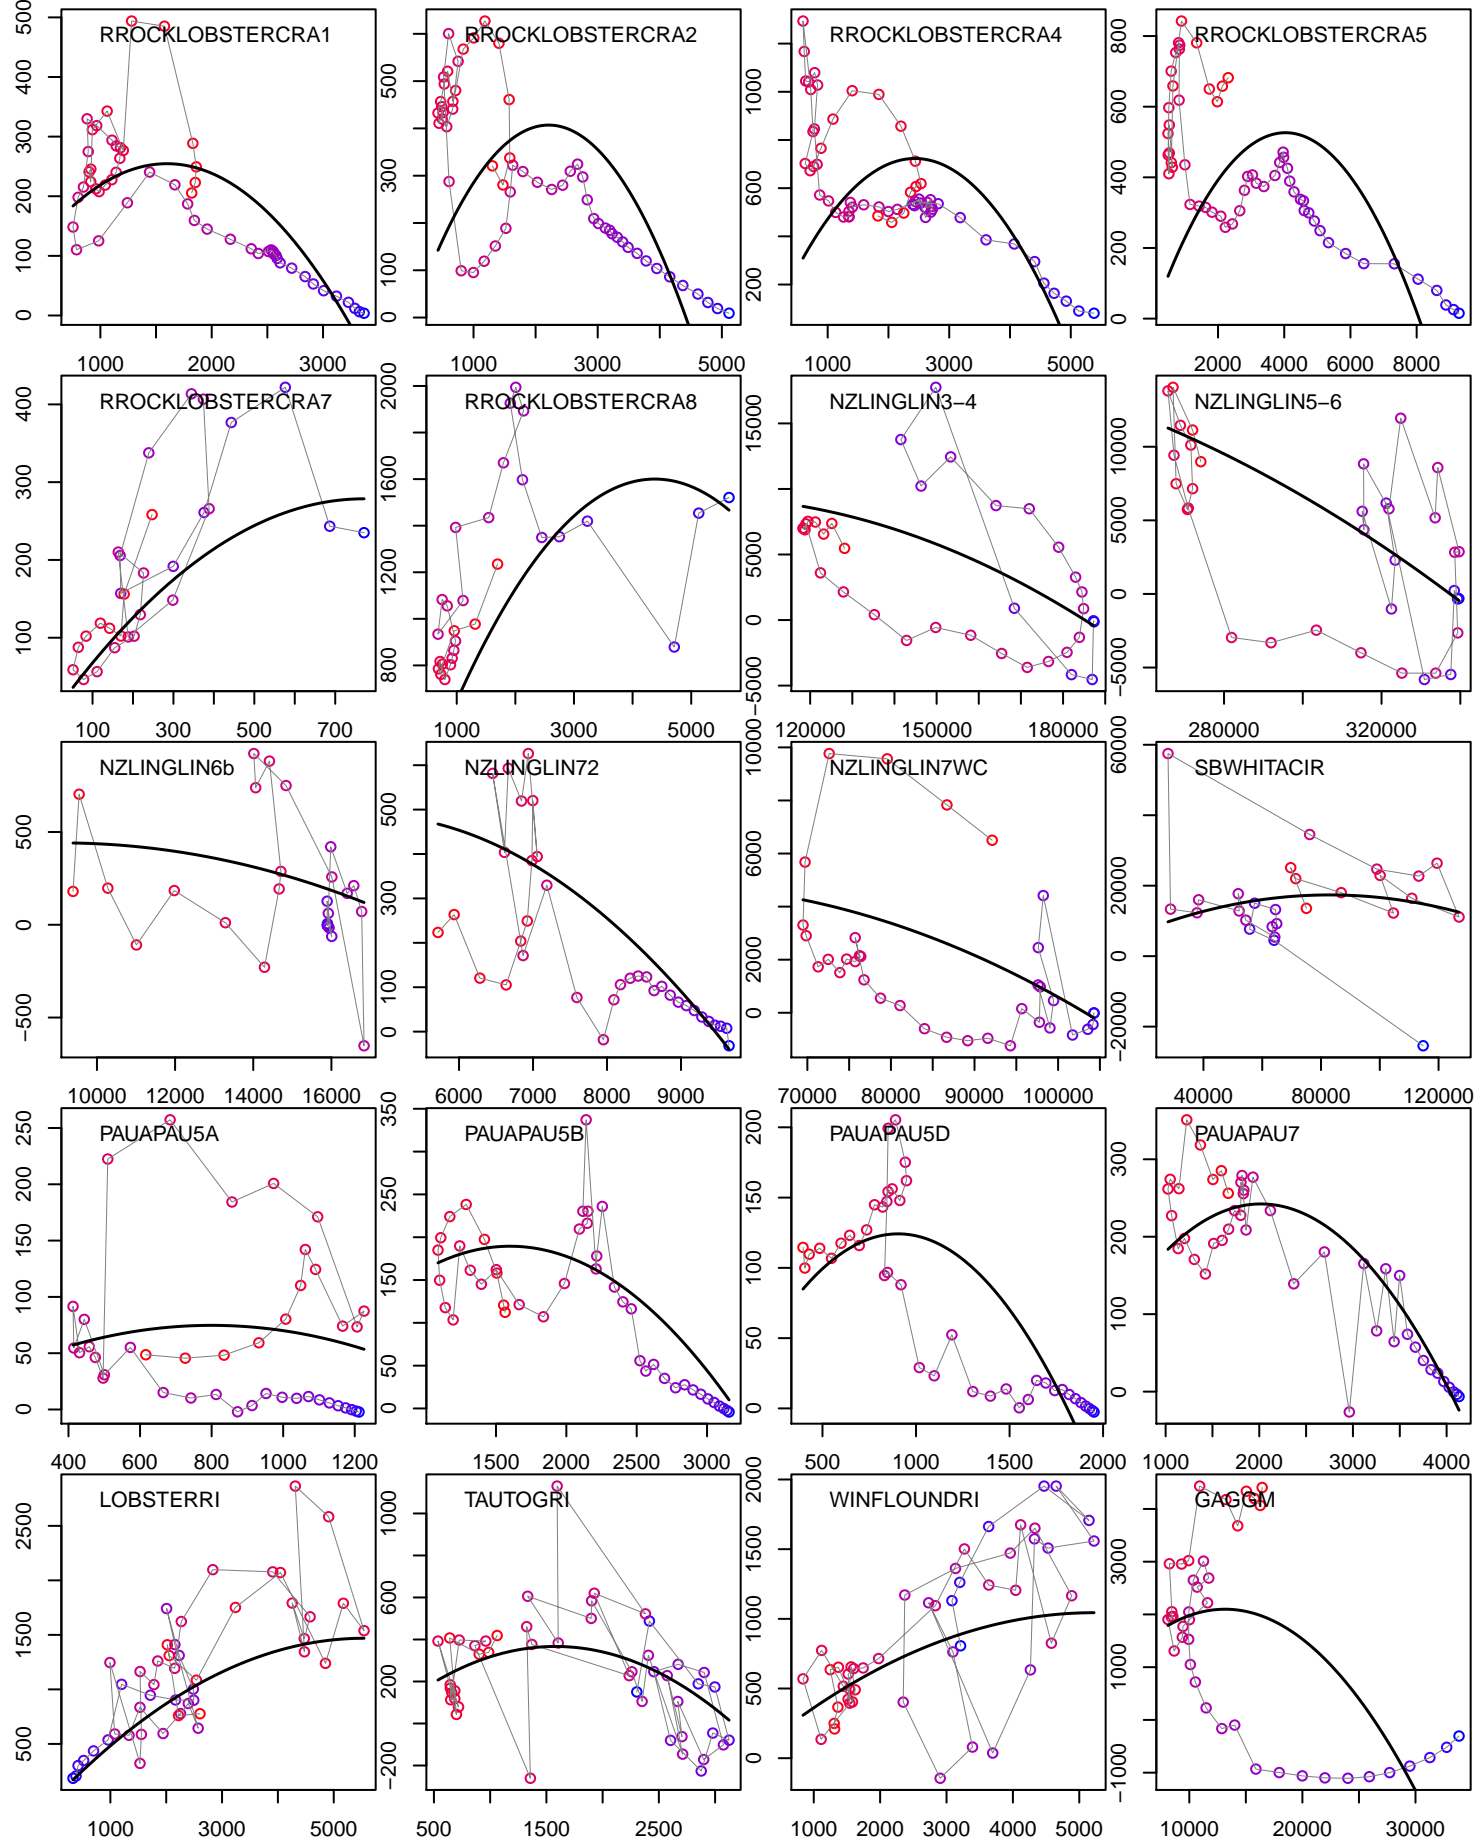 RROCKLOBSTERCRA1 RROCKLOBSTERCRA2 RROCKLOBSTERCRA4 RROCKLOBSTERCRA5
0 100 200 300 400 500
0 100 300 500
200 600 1000
0 200 400 600 800
1000 2000 3000
1000 3000 5000
1000 3000 5000
2000 4000 6000 8000
RROCKLOBSTERCRA7 RROCKLOBSTERCRA8 NZLINGLIN3−4 NZLINGLIN5−6
100 200 300 400
800 1200 1600 2000
−5000 0 5000 15000
−5000 0 5000 10000
100 300 500 700
1000 3000 5000
120000 150000 180000
280000 320000
NZLINGLIN6b NZLINGLIN72 NZLINGLIN7WC SBWHITACIR
−500 0 500
0 100 300 500
0 2000 6000 10000
−20000 0 20000 60000
10000 12000 14000 16000
6000 7000 8000 9000
70000 80000 90000 100000
40000 80000 120000
PAUAPAU5A PAUAPAU5B PAUAPAU5D PAUAPAU7
0 50 100 150 200 250
0 50 150 250 350
0 50 100 150 200
0 100 200 300
400 600 800 1000 1200
1500 2000 2500 3000
500 1000 1500 2000
1000 2000 3000 4000
LOBSTERRI TAUTOGRI WINFLOUNDRI GAGGM
500 1500 2500
−200 200 600 1000
0 500 1000 1500 2000
−1000 1000 3000
1000 3000 5000
500 1500 2500
1000 2000 3000 4000 5000
10000 20000 30000